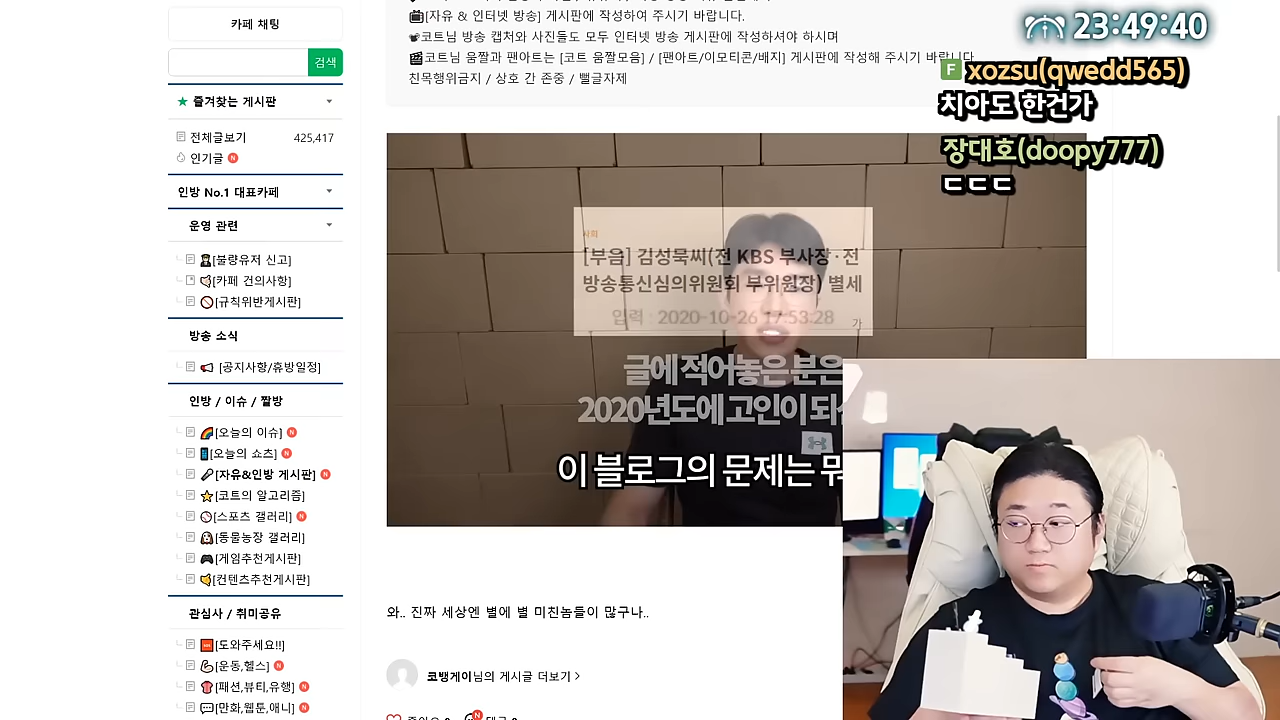 카페 채팅
검색
★ 즐겨찾는 게시판
전체글보기 425,417
인기글 N
인방 No.1 대표카페
운영 관련
[불량유저 신고]
[카페 건의사항]
[규칙위반게시판]
방송 소식
[공지사항/휴방일정]
인방 / 이슈 / 짤방
[오늘의 이슈] N
[오늘의 쇼츠] N
[자유&인방 게시판] N
[코트의 알고리즘]
[스포츠 갤러리] N
[동물농장 갤러리]
[게임추천게시판]
[컨텐츠추천게시판]
관심사 / 취미공유
[도와주세요!!]
[운동,헬스] N
[패션,뷰티,유행] N
[만화,웹툰,애니] N
[자유 & 인터넷 방송] 게시판에 작성하여 주시기 바랍니다.
코트님 방송 캡처와 사진들도 모두 인터넷 방송 게시판에 작성하셔야 하시며
코트님 움짤과 팬아트는 [코트 움짤모음] / [팬아트/이모티콘/배지] 게시판에 작성해 주시기 바랍니다
친목행위금지 / 상호 간 존중 / 뻘글자제
사회
[부음] 김성묵씨(전 KBS 부사장·전
방송통신심의위원회 부위원장) 별세
입력 : 2020-10-26 17:53:28
가
글에 적어놓은 분은
2020년도에 고인이 되
이 블로그의 문제는 뭐
와.. 진짜 세상엔 별에 별 미친놈들이 많구나..
코뱅게이님의 게시글 더보기 >
23:49:40
F xozsu(qwedd565)
치아도 한건가
장대호(doopy777)
ㄷㄷㄷ